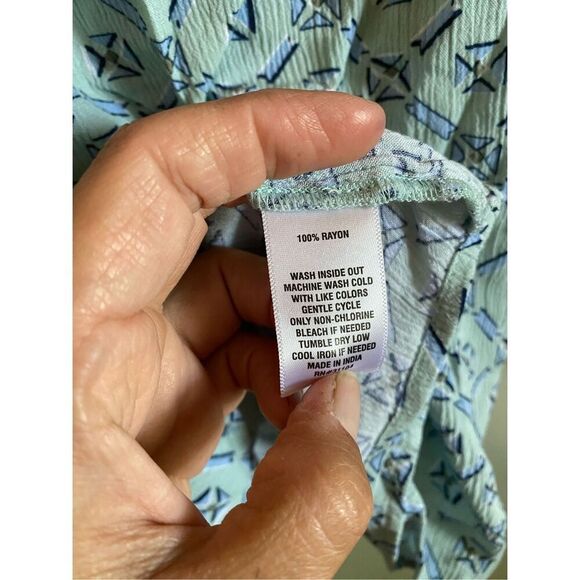 100% RAYON
WASH INSIDE OUT
MACHINE WASH COLD
WITH LIKE COLORS
GENTLE CYCLE
ONLY NON-CHLORINE
BLEACH IF NEEDED
TUMBLE DRY LOW
COOL IRON IF NEEDED
MADE IN INDIA